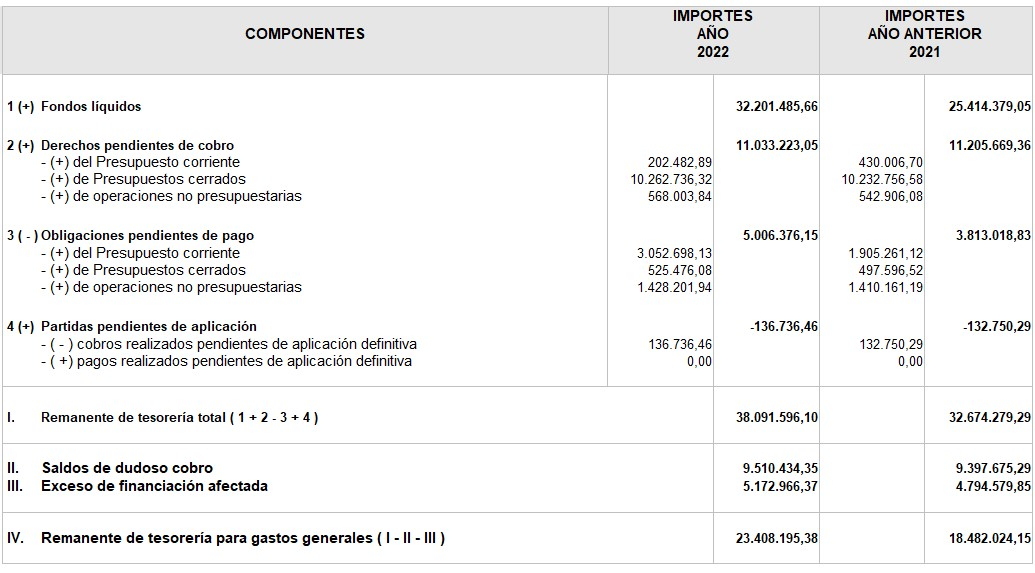 COMPONENTES IMPORTES AÑO 2022 IMPORTES AÑO ANTERIOR 2021
1 (+) Fondos líquidos 32.201.485,66 25.414.379,05
2 (+) Derechos pendientes de cobro 11.033.223,05 11.205.669,36
- (+) del Presupuesto corriente 202.482,89 430.006,70
- (+) de Presupuestos cerrados 10.262.736,32 10.232.756,58
- (+) de operaciones no presupuestarias 568.003,84 542.906,08
3 ( - ) Obligaciones pendientes de pago 5.006.376,15 3.813.018,83
- (+) del Presupuesto corriente 3.052.698,13 1.905.261,12
- (+) de Presupuestos cerrados 525.476,08 497.596,52
- (+) de operaciones no presupuestarias 1.428.201,94 1.410.161,19
4 (+) Partidas pendientes de aplicación -136.736,46 -132.750,29
- ( - ) cobros realizados pendientes de aplicación definitiva 136.736,46 132.750,29
- ( +) pagos realizados pendientes de aplicación definitiva 0,00 0,00
I. Remanente de tesorería total ( 1 + 2 - 3 + 4 ) 38.091.596,10 32.674.279,29
II. Saldos de dudoso cobro 9.510.434,35 9.397.675,29
III. Exceso de financiación afectada 5.172.966,37 4.794.579,85
IV. Remanente de tesorería para gastos generales ( I - II - III ) 23.408.195,38 18.482.024,15